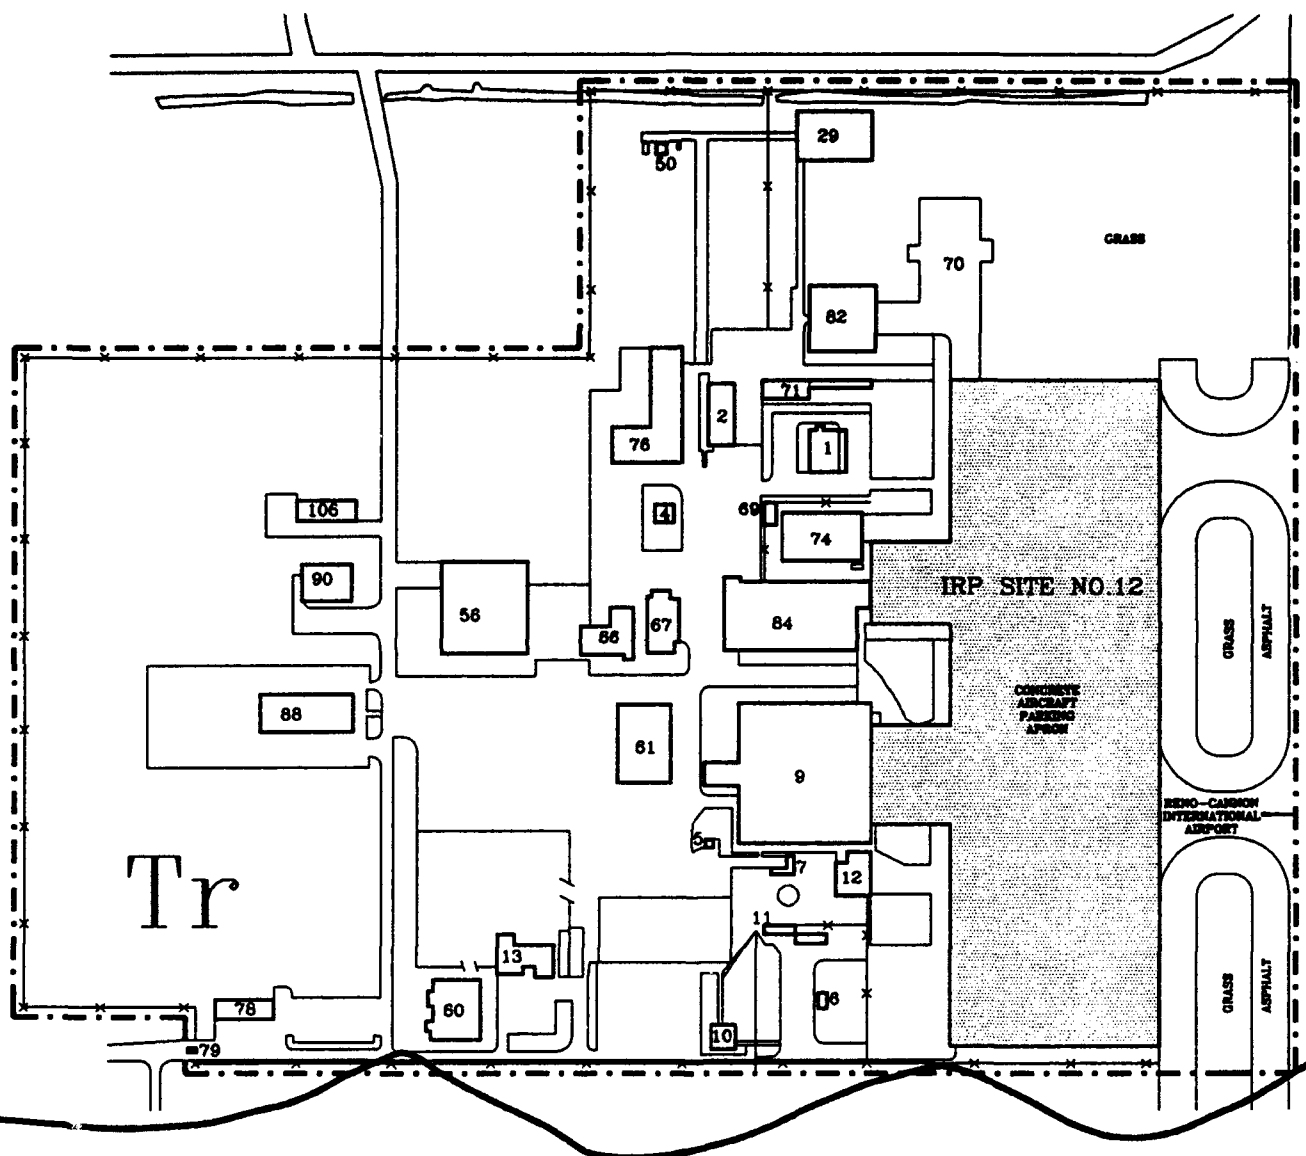 29
50
GRASS
70
82
71
2
76
1
106
4
69
74
90
IRP SITE NO.12
56
66
67
84
GRASS
ASPHALT
88
CONCRETE
AIRCRAFT
PARKING
APRON
61
9
RENO-CANNON
INTERNATIONAL
AIRPORT
5
7
12
Tr
11
13
GRASS
ASPHALT
78
60
6
10
79